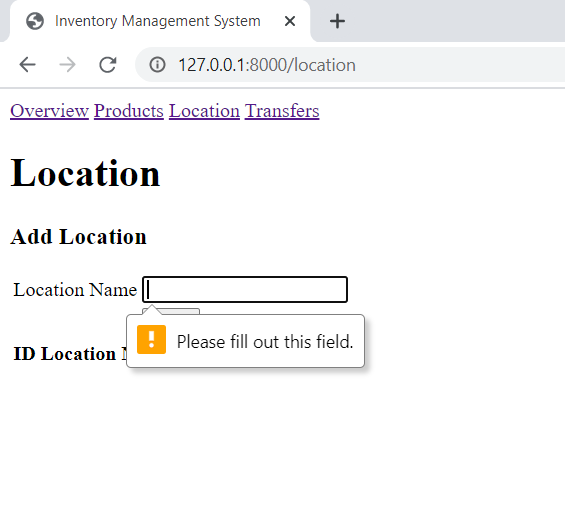 Inventory Management System
127.0.0.1:8000/location
Overview Products Location Transfers
Location
Add Location
Location Name
Please fill out this field.
ID Location